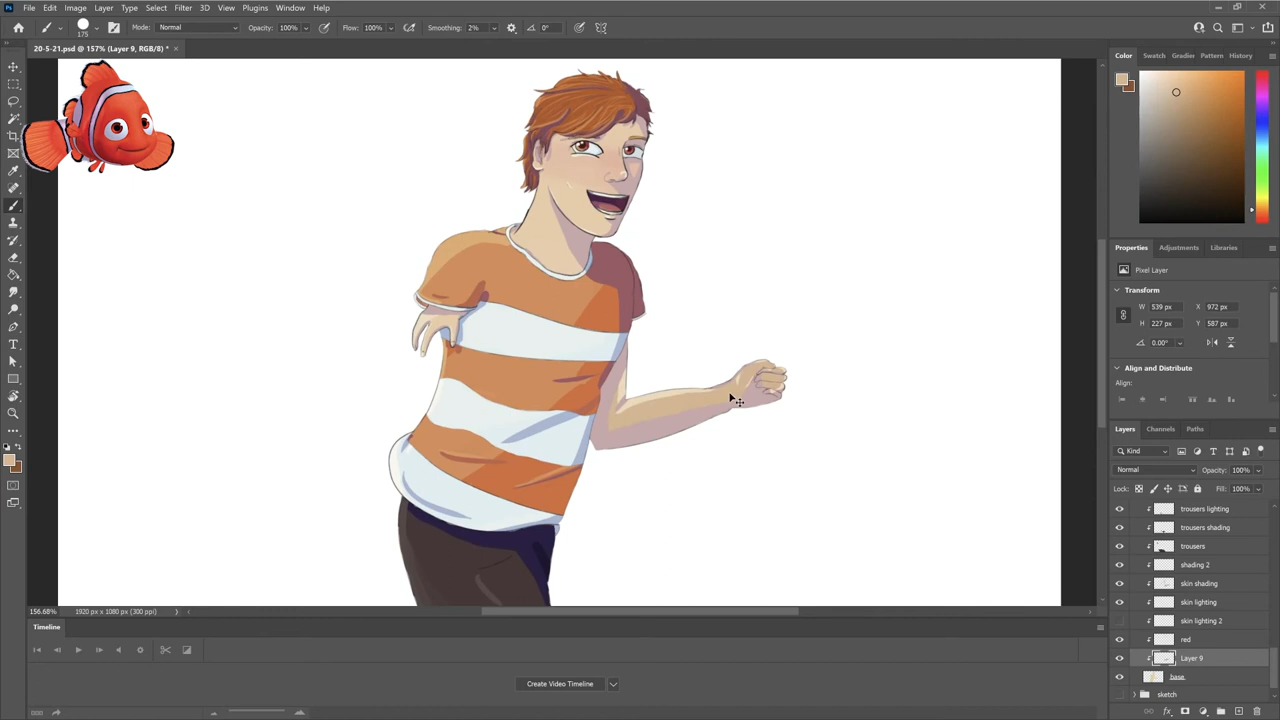 Ps File Edit Image Layer Type Select Filter 3D View Plugins Window Help
175 Mode: Normal Opacity: 100% Flow: 100% Smoothing: 2% 0°
20-5-21.psd @ 157% (Layer 9, RGB/8) * ×
Color Swatch Gradier Pattern History
Properties Adjustments Libraries
Pixel Layer
Transform
W 539 px X 972 px
H 227 px Y 587 px
0.00°
Align and Distribute
Align:
Layers Channels Paths
Kind
Normal Opacity: 100%
Lock: Fill: 100%
trousers lighting
trousers shading
trousers
shading 2
skin shading
skin lighting
skin lighting 2
red
Layer 9
base
sketch
156.68% 1920 px x 1080 px (300 ppi)
Timeline
Create Video Timeline
fx